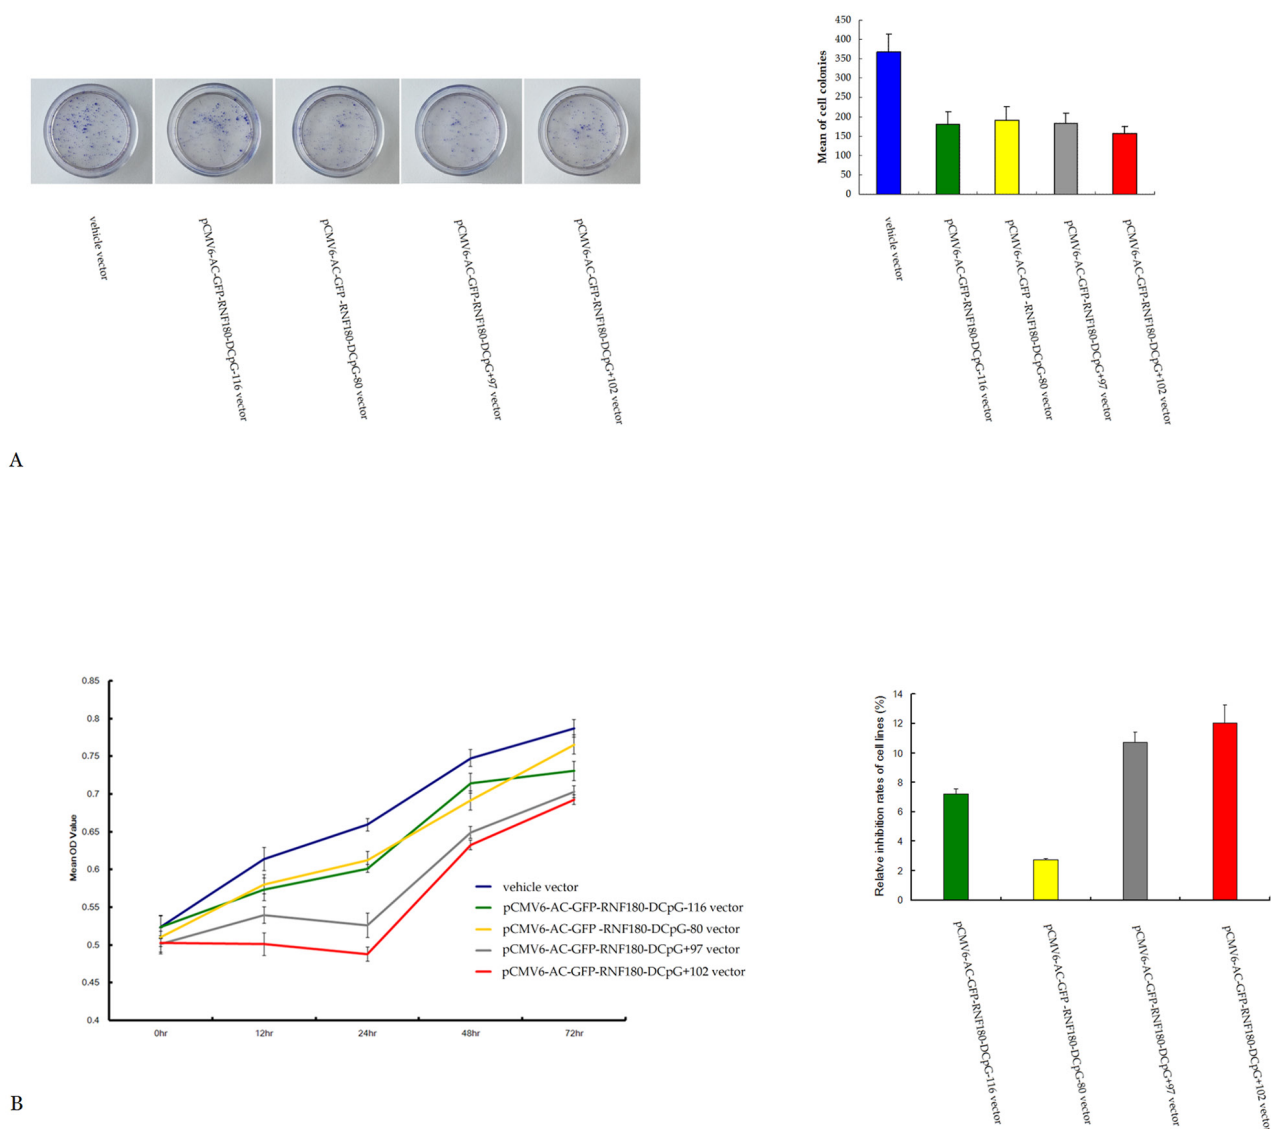 450
400
350
300
250
200
150
100
50
0
Mean of cell colonies
vehicle vector
pCMV6-AC-GFP-RNF180-DCpG-116 vector
pCMV6-AC-GFP -RNF180-DCpG-80 vector
pCMV6-AC-GFP-RNF180-DCpG+97 vector
pCMV6-AC-GFP-RNF180-DCpG+102 vector
vehicle vector
pCMV6-AC-GFP-RNF180-DCpG-116 vector
pCMV6-AC-GFP -RNF180-DCpG-80 vector
pCMV6-AC-GFP-RNF180-DCpG+97 vector
pCMV6-AC-GFP-RNF180-DCpG+102 vector
A
0.85
0.8
0.75
0.7
0.65
0.6
0.55
0.5
0.45
0.4
Mean OD Value
0hr
12hr
24hr
48hr
72hr
vehicle vector
pCMV6-AC-GFP-RNF180-DCpG-116 vector
pCMV6-AC-GFP -RNF180-DCpG-80 vector
pCMV6-AC-GFP-RNF180-DCpG+97 vector
pCMV6-AC-GFP-RNF180-DCpG+102 vector
14
12
10
8
6
4
2
0
Relatve inhibition rates of cell lines (%)
pCMV6-AC-GFP-RNF180-DCpG-116 vector
pCMV6-AC-GFP -RNF180-DCpG-80 vector
pCMV6-AC-GFP-RNF180-DCpG+97 vector
pCMV6-AC-GFP-RNF180-DCpG+102 vector
B